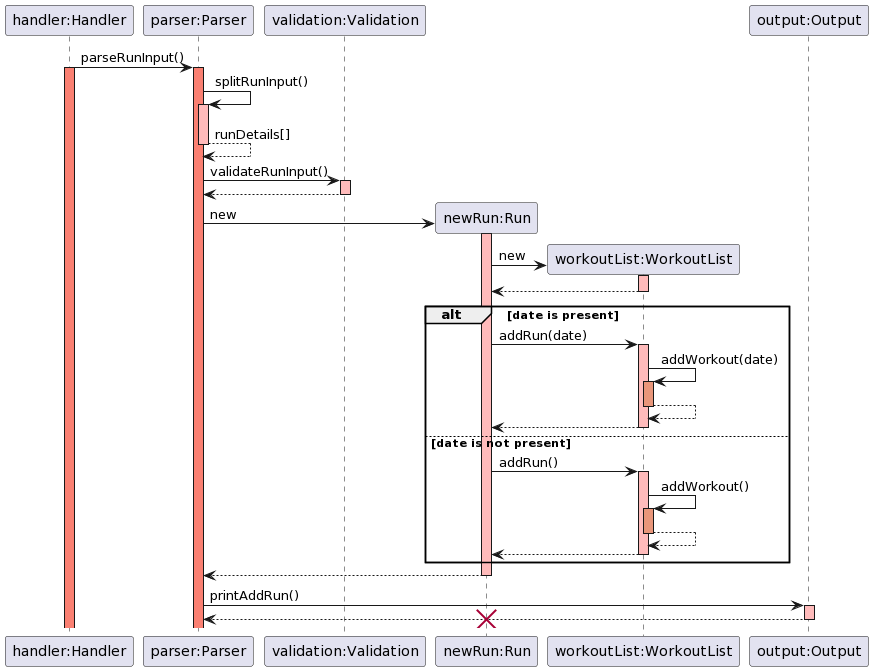 handler:Handler parser:Parser validation:Validation output:Output
parseRunInput()
splitRunInput()
runDetails[]
validateRunInput()
new
newRun:Run
new
workoutList:WorkoutList
alt [date is present]
addRun(date)
addWorkout(date)
[date is not present]
addRun()
addWorkout()
printAddRun()
handler:Handler parser:Parser validation:Validation newRun:Run workoutList:WorkoutList output:Output